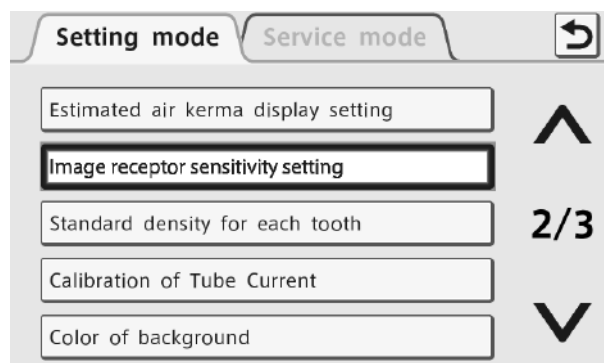 Setting mode Service mode
Estimated air kerma display setting
Image receptor sensitivity setting
Standard density for each tooth
2/3
Calibration of Tube Current
Color of background